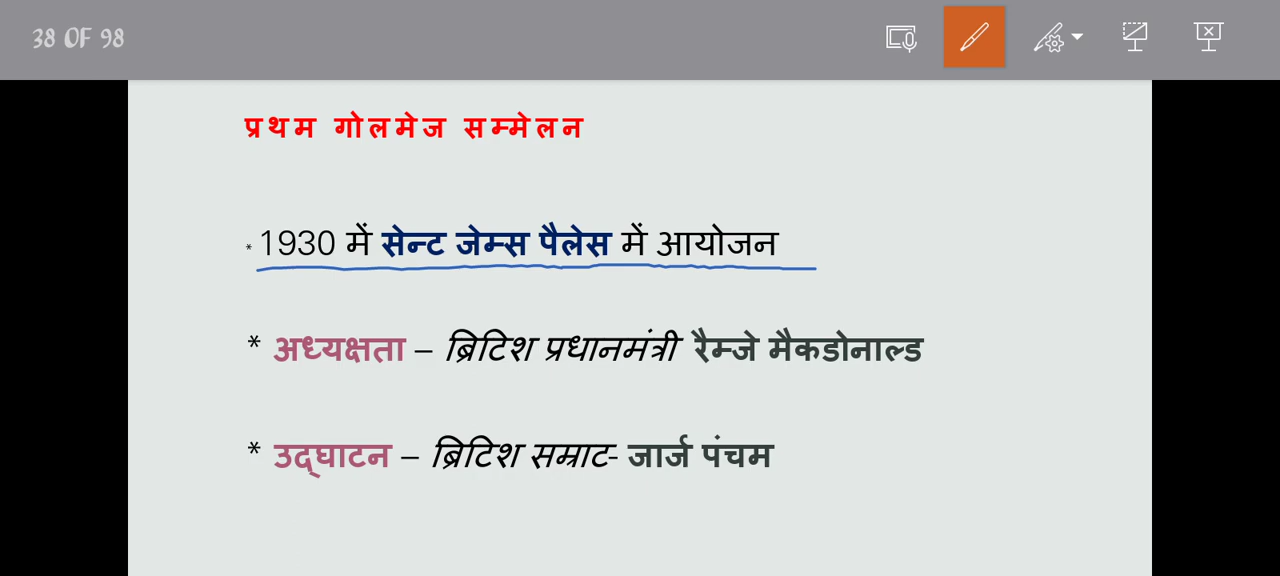 38 OF 98
प्रथम गोलमेज सम्मेलन
* 1930 में सेन्ट जेम्स पैलेस में आयोजन
* अध्यक्षता – ब्रिटिश प्रधानमंत्री रैम्जे मैकडोनाल्ड
* उद्घाटन – ब्रिटिश सम्राट- जार्ज पंचम